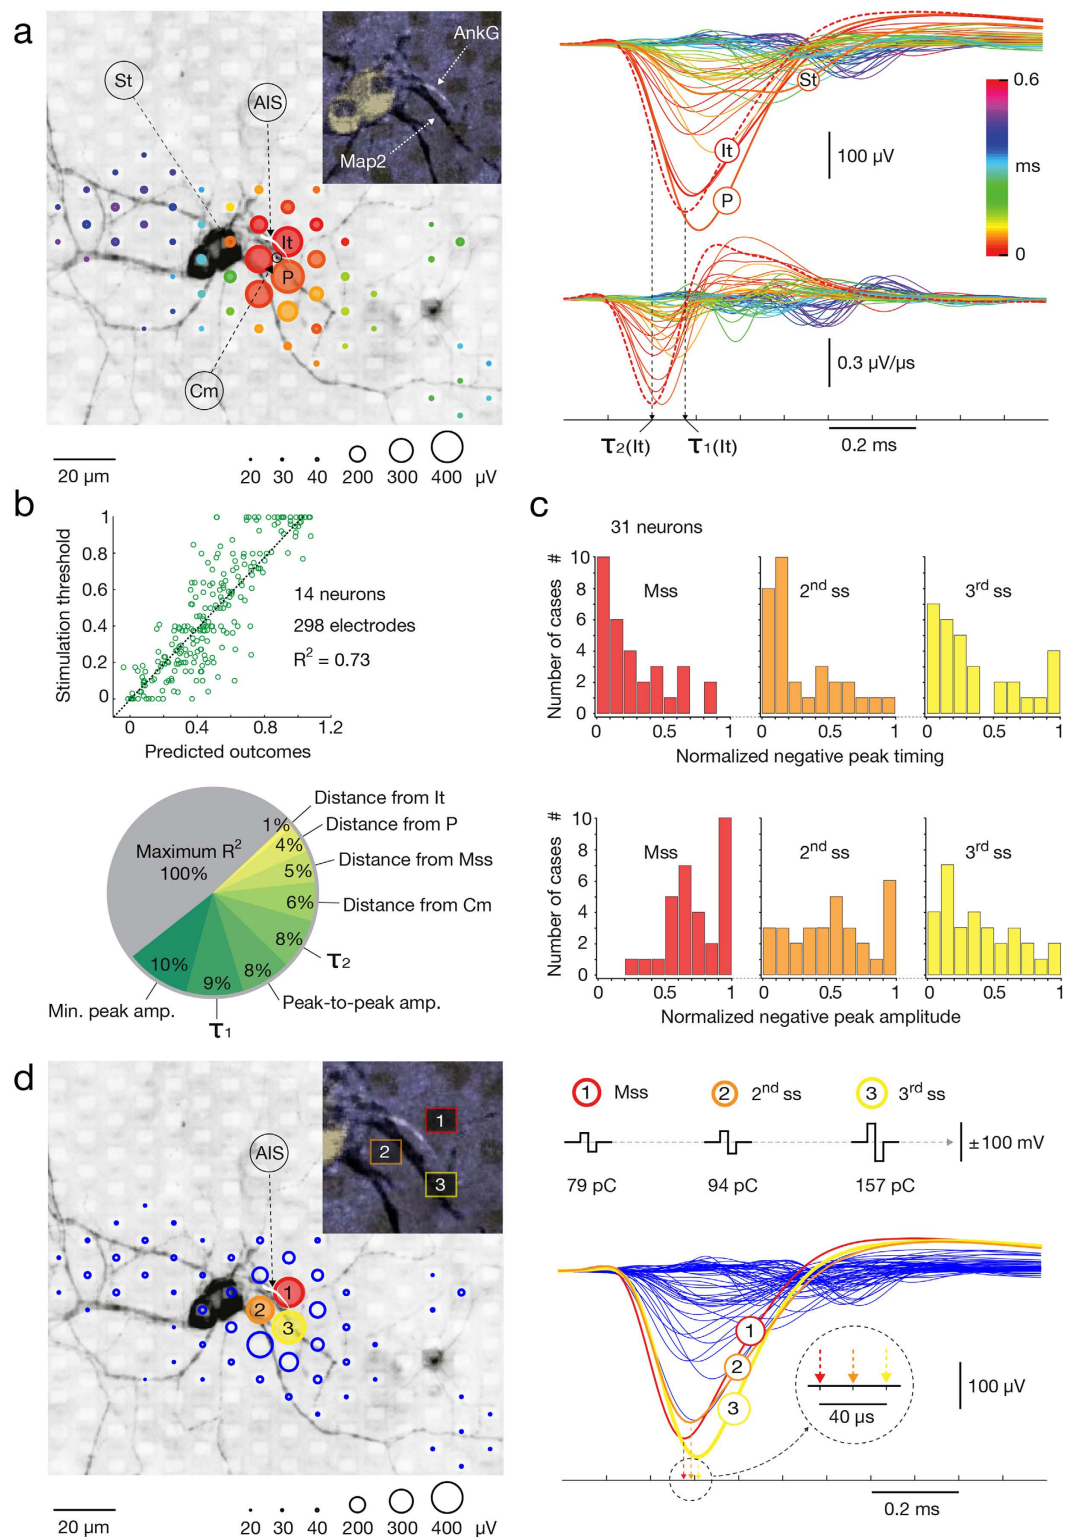 a
St
AIS
AnkG
Map2
It
P
Cm
20 µm
20 30 40 200 300 400 µV
St
It
P
100 µV
0.6
ms
0
0.3 µV/µs
τ2(It) τ1(It)
0.2 ms
b
Stimulation threshold
1
0.8
0.6
0.4
0.2
0
0 0.4 0.8 1.2
Predicted outcomes
14 neurons
298 electrodes
R2 = 0.73
Maximum R2
100%
1%
4%
5%
6%
8%
8%
9%
10%
Distance from It
Distance from P
Distance from Mss
Distance from Cm
τ2
Peak-to-peak amp.
τ1
Min. peak amp.
c
31 neurons
Number of cases #
10
8
6
4
2
0
Mss
2nd ss
3rd ss
0 0.5 1 0 0.5 1 0 0.5 1
Normalized negative peak timing
Number of cases #
10
8
6
4
2
0
Mss
2nd ss
3rd ss
0 0.5 1 0 0.5 1 0 0.5 1
Normalized negative peak amplitude
d
AIS
1
2
3
1
2
3
20 µm
20 30 40 200 300 400 µV
1 Mss 2 2nd ss 3 3rd ss
±100 mV
79 pC 94 pC 157 pC
1
2
3
40 µs
100 µV
0.2 ms